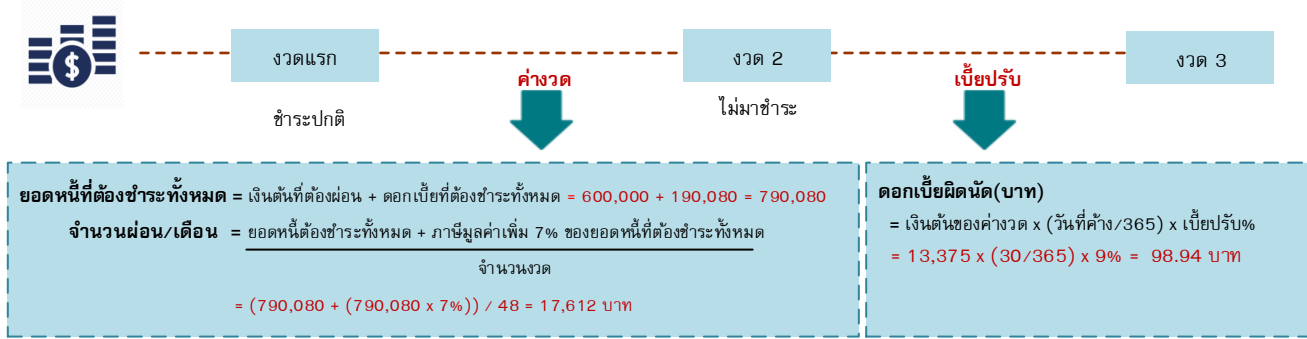 $
งวดแรก
งวด 2
งวด 3
ค่างวด
เบี้ยปรับ
ชำระปกติ
ไม่มาชำระ
ยอดหนี้ที่ต้องชำระทั้งหมด = เงินต้นที่ต้องผ่อน + ดอกเบี้ยที่ต้องชำระทั้งหมด = 600,000 + 190,080 = 790,080
จำนวนผ่อน/เดือน = ยอดหนี้ต้องชำระทั้งหมด + ภาษีมูลค่าเพิ่ม 7% ของยอดหนี้ที่ต้องชำระทั้งหมด
จำนวนงวด
= (790,080 + (790,080 x 7%)) / 48 = 17,612 บาท
ดอกเบี้ยผิดนัด(บาท)
= เงินต้นของค่างวด x (วันที่ค้าง/365) x เบี้ยปรับ%
= 13,375 x (30/365) x 9% = 98.94 บาท